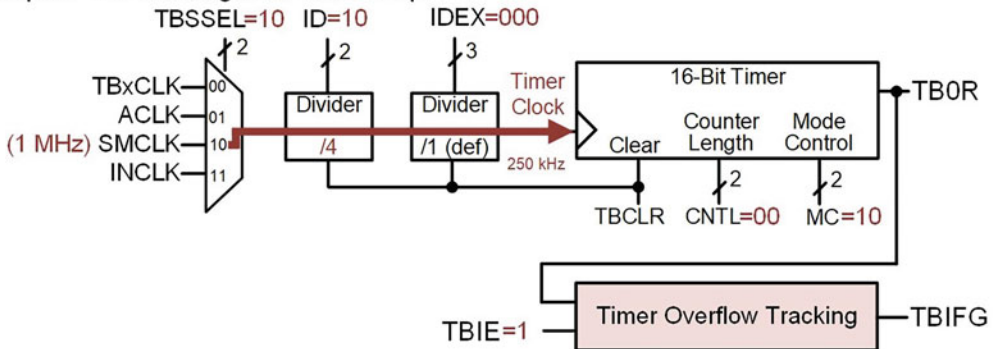 TBSSEL=10 ID=10 IDEX=000
2 2 3
TBxCLK 00
ACLK 01
(1 MHz) SMCLK 10
INCLK 11
Divider
/4
Divider
/1 (def)
Timer
Clock
250 kHz
16-Bit Timer
Clear
Counter
Length
Mode
Control
TB0R
2 2
TBCLR CNTL=00 MC=10
Timer Overflow Tracking
TBIE=1
TBIFG